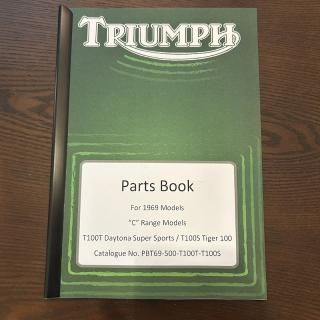 TRIUMPH
Parts Book
For 1969 Models
"C" Range Models
T100T Daytona Super Sports / T100S Tiger 100
Catalogue No. PBT69-500-T100T-T100S